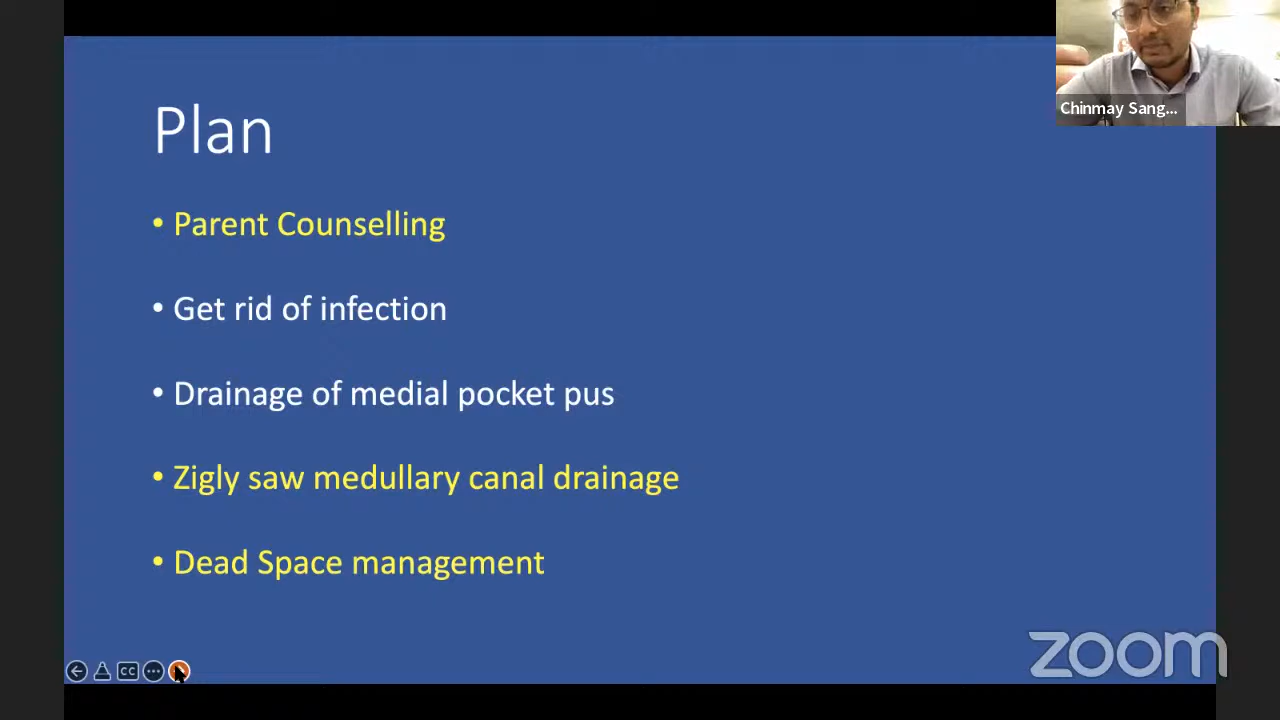 Chinmay Sang...
Plan
• Parent Counselling
• Get rid of infection
• Drainage of medial pocket pus
• Zigly saw medullary canal drainage
• Dead Space management
CC
zoom